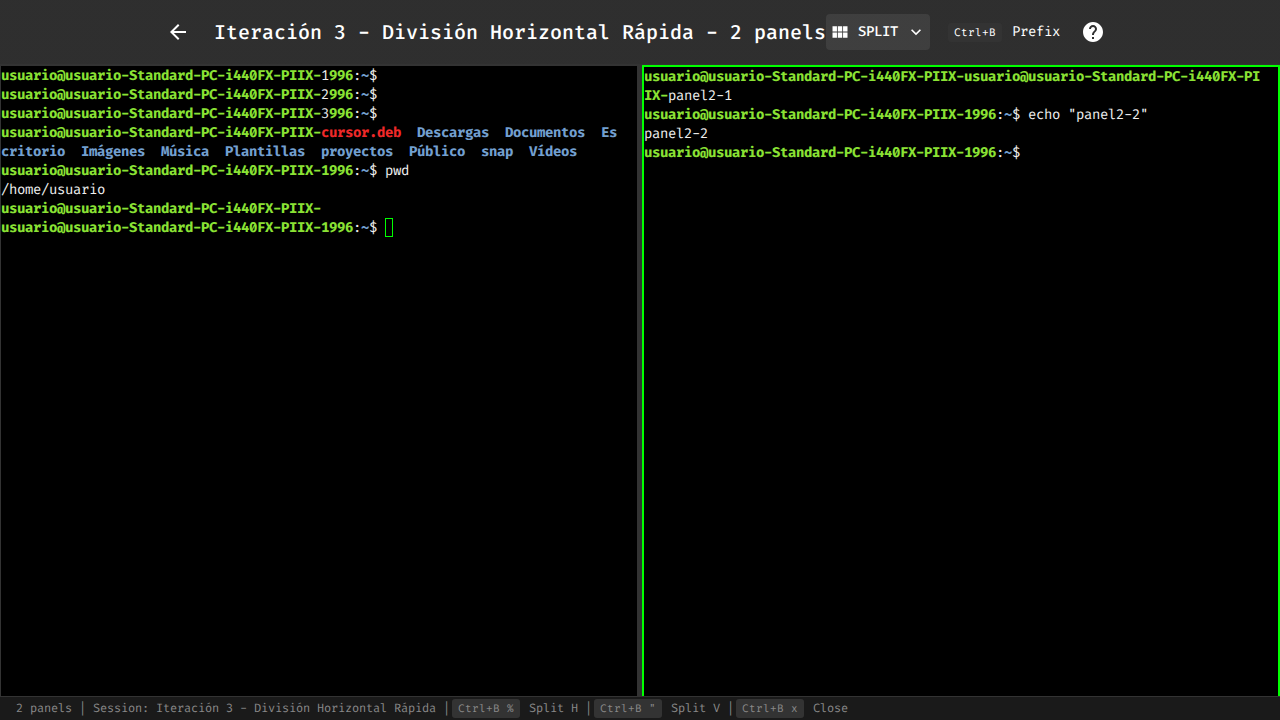 Iteración 3 - División Horizontal Rápida - 2 panels SPLIT Ctrl+B Prefix ?
usuario@usuario-Standard-PC-i440FX-PIIX-1996:~$
usuario@usuario-Standard-PC-i440FX-PIIX-2996:~$
usuario@usuario-Standard-PC-i440FX-PIIX-3996:~$
usuario@usuario-Standard-PC-i440FX-PIIX-cursor.deb Descargas Documentos Es
critorio Imágenes Música Plantillas proyectos Público snap Vídeos
usuario@usuario-Standard-PC-i440FX-PIIX-1996:~$ pwd
/home/usuario
usuario@usuario-Standard-PC-i440FX-PIIX-
usuario@usuario-Standard-PC-i440FX-PIIX-1996:~$
usuario@usuario-Standard-PC-i440FX-PIIX-usuario@usuario-Standard-PC-i440FX-PI
IX-panel2-1
usuario@usuario-Standard-PC-i440FX-PIIX-1996:~$ echo "panel2-2"
panel2-2
usuario@usuario-Standard-PC-i440FX-PIIX-1996:~$
2 panels | Session: Iteración 3 - División Horizontal Rápida | Ctrl+B % Split H | Ctrl+B " Split V | Ctrl+B x Close